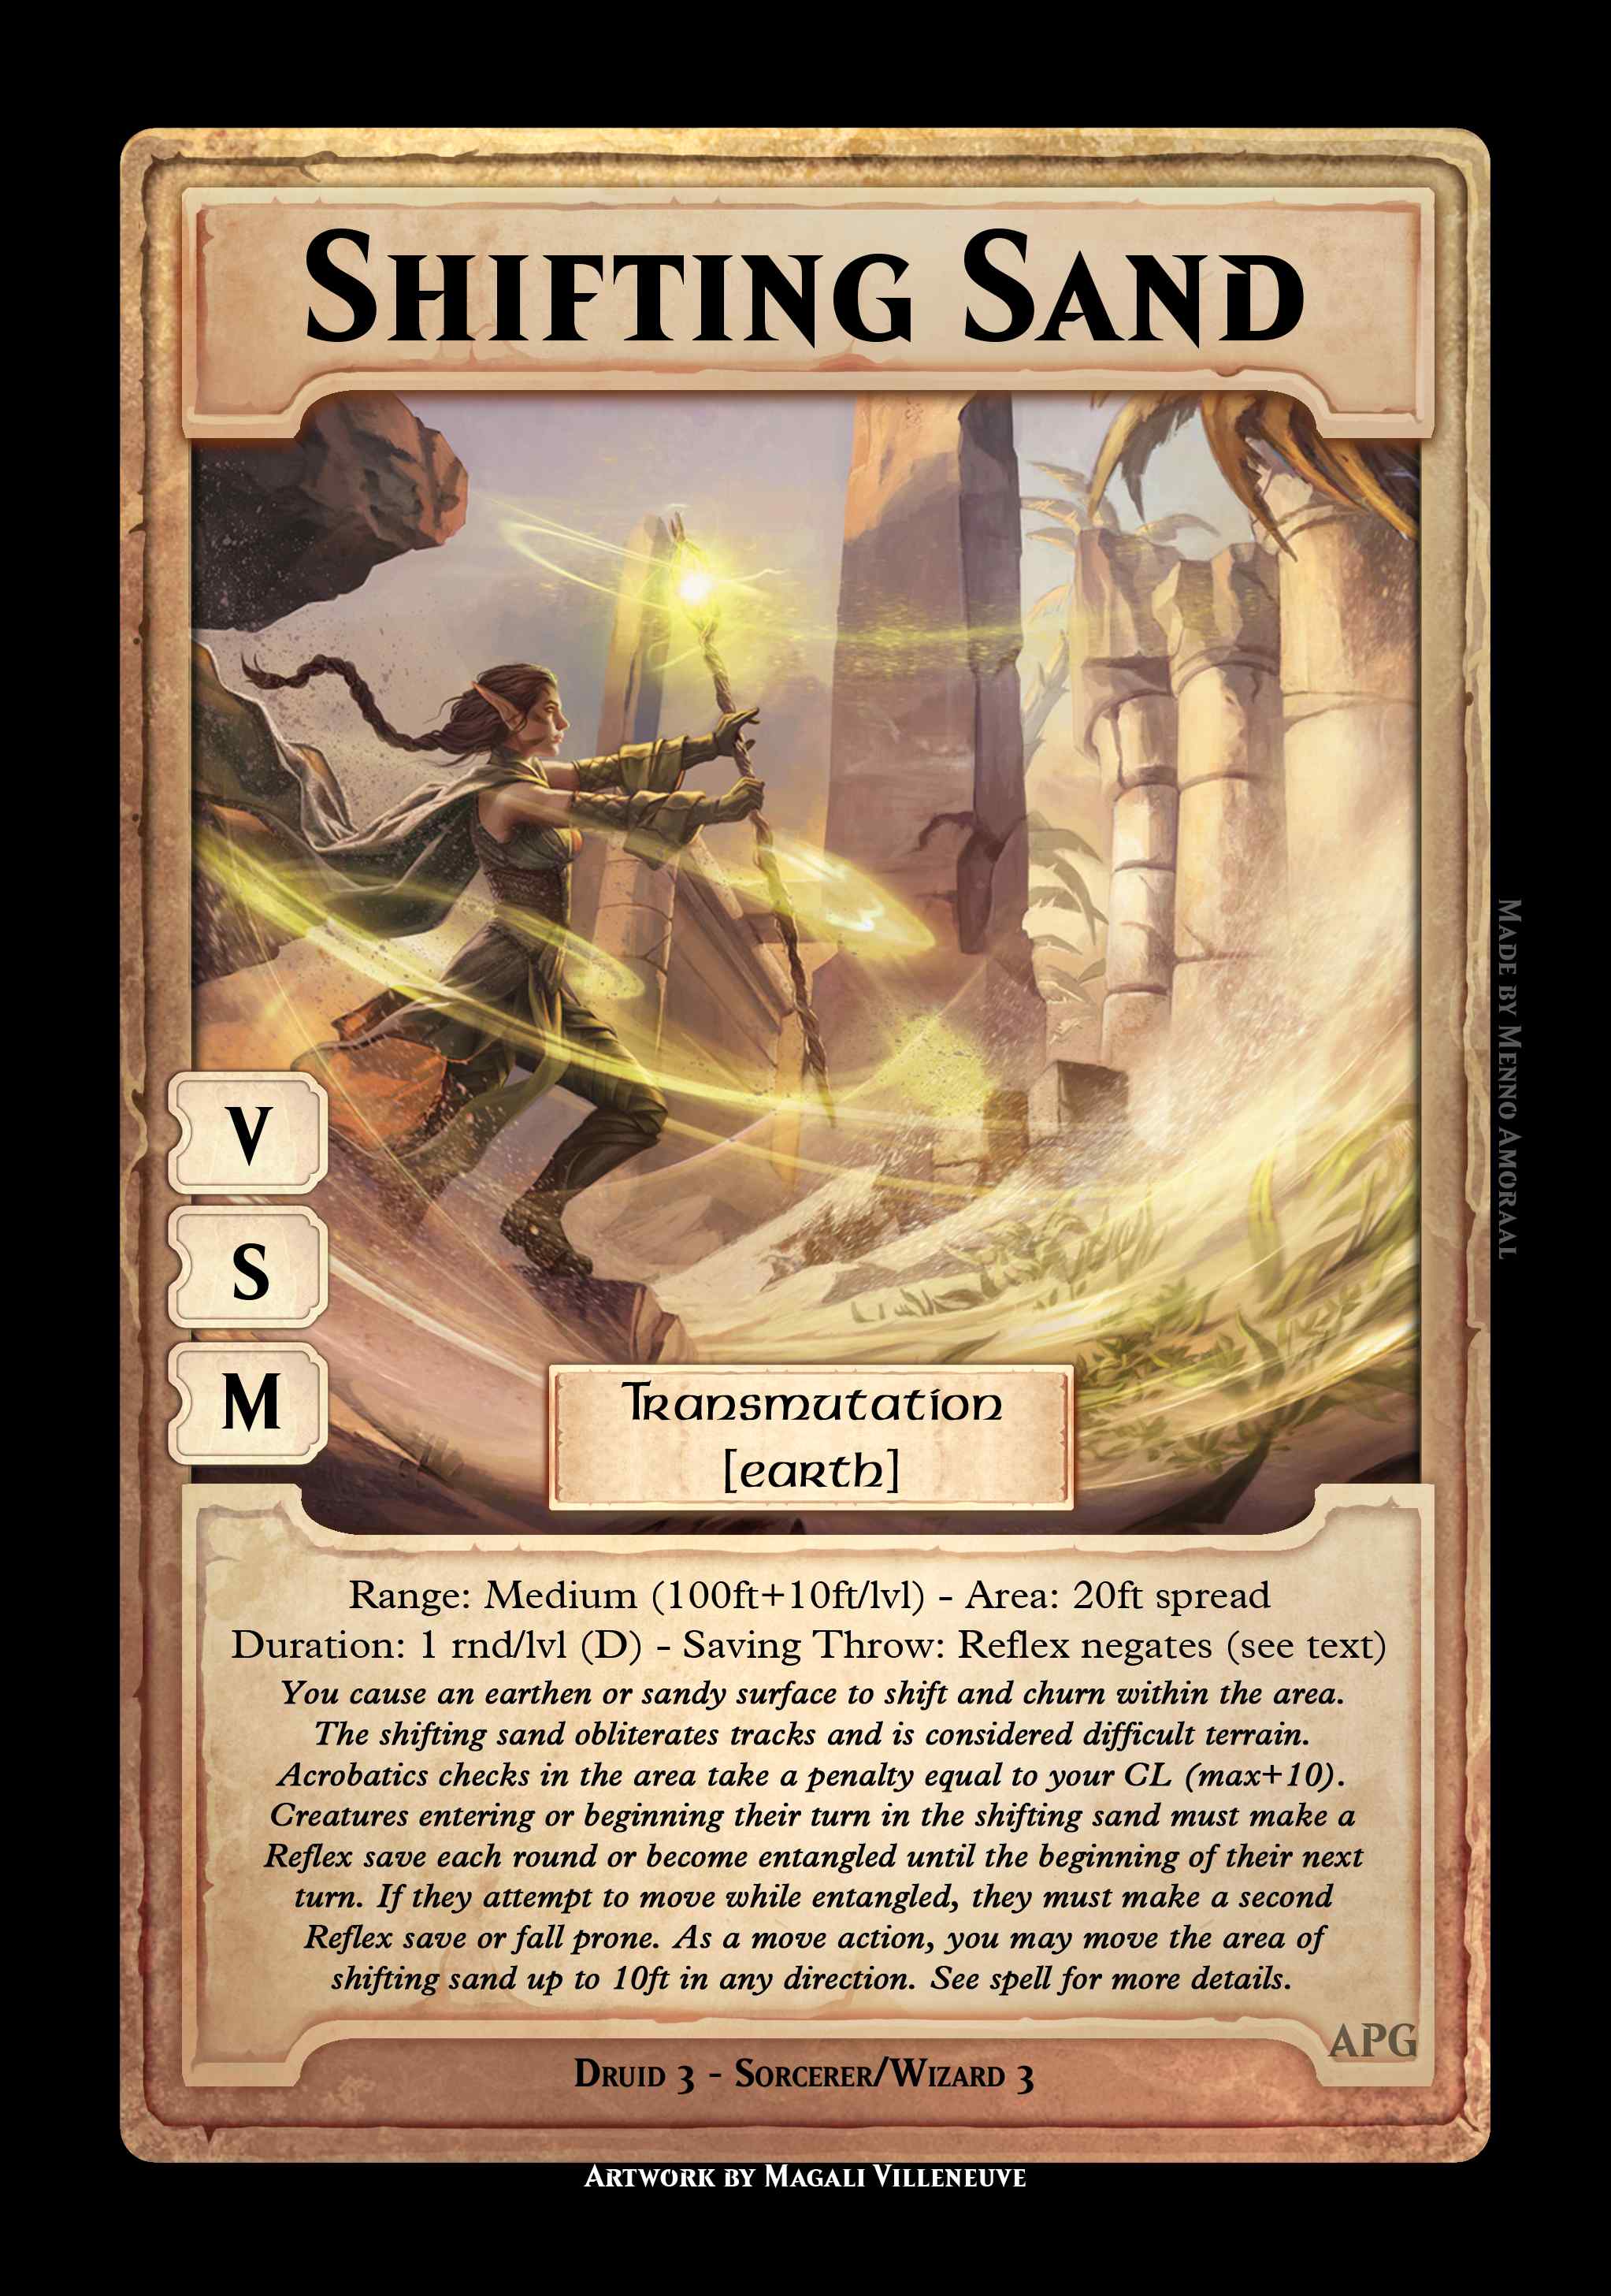 Shifting Sand
V
S
M
Transmutation
[earth]
Range: Medium (100ft+10ft/lvl) - Area: 20ft spread
Duration: 1 rnd/lvl (D) - Saving Throw: Reflex negates (see text)
You cause an earthen or sandy surface to shift and churn within the area.
The shifting sand obliterates tracks and is considered difficult terrain.
Acrobatics checks in the area take a penalty equal to your CL (max+10).
Creatures entering or beginning their turn in the shifting sand must make a
Reflex save each round or become entangled until the beginning of their next
turn. If they attempt to move while entangled, they must make a second
Reflex save or fall prone. As a move action, you may move the area of
shifting sand up to 10ft in any direction. See spell for more details.
APG
Druid 3 - Sorcerer/Wizard 3
Artwork by Magali Villeneuve
Made by Menno Amoraal